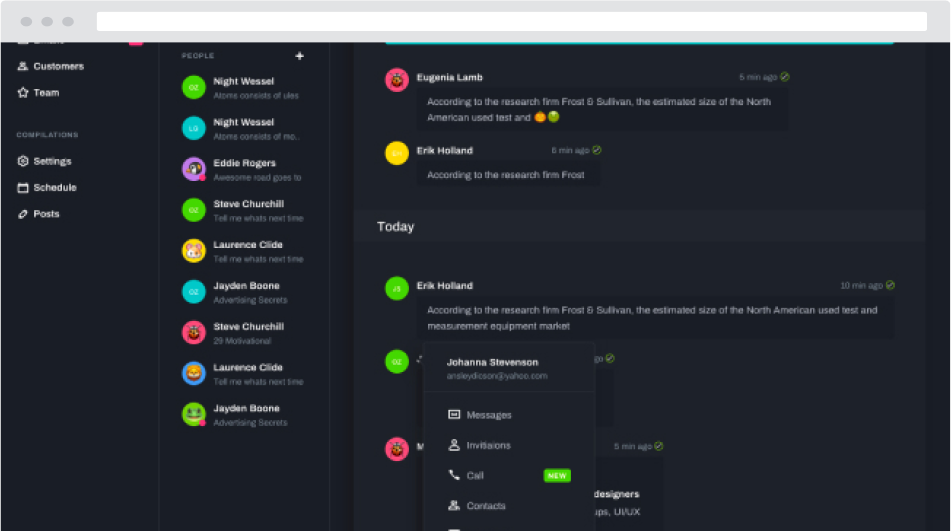 Customers
Team
COMPILATIONS
Settings
Schedule
Posts
PEOPLE
+
OZ
Night Wessel
Atoms consists of ules
LG
Night Wessel
Atoms consists of mo..
Eddie Rogers
Awesome road goes to
OZ
Steve Churchill
Tell me whats next time
Laurence Clide
Tell me whats next time
OZ
Jayden Boone
Advertising Secrets
Steve Churchill
29 Motivational
Laurence Clide
Tell me whats next time
Jayden Boone
Advertising Secrets
Eugenia Lamb
5 min ago
According to the research firm Frost & Sullivan, the estimated size of the North
American used test and 🎃🍏
Erik Holland
6 min ago
According to the research firm Frost
Today
JS
Erik Holland
10 min ago
According to the research firm Frost & Sullivan, the estimated size of the North American used test and
measurement equipment market
OZ
Johanna Stevenson
ansleydicson@yahoo.com
Messages
Invitiaions
Call
NEW
Contacts
5 min ago
designers
UI/UX